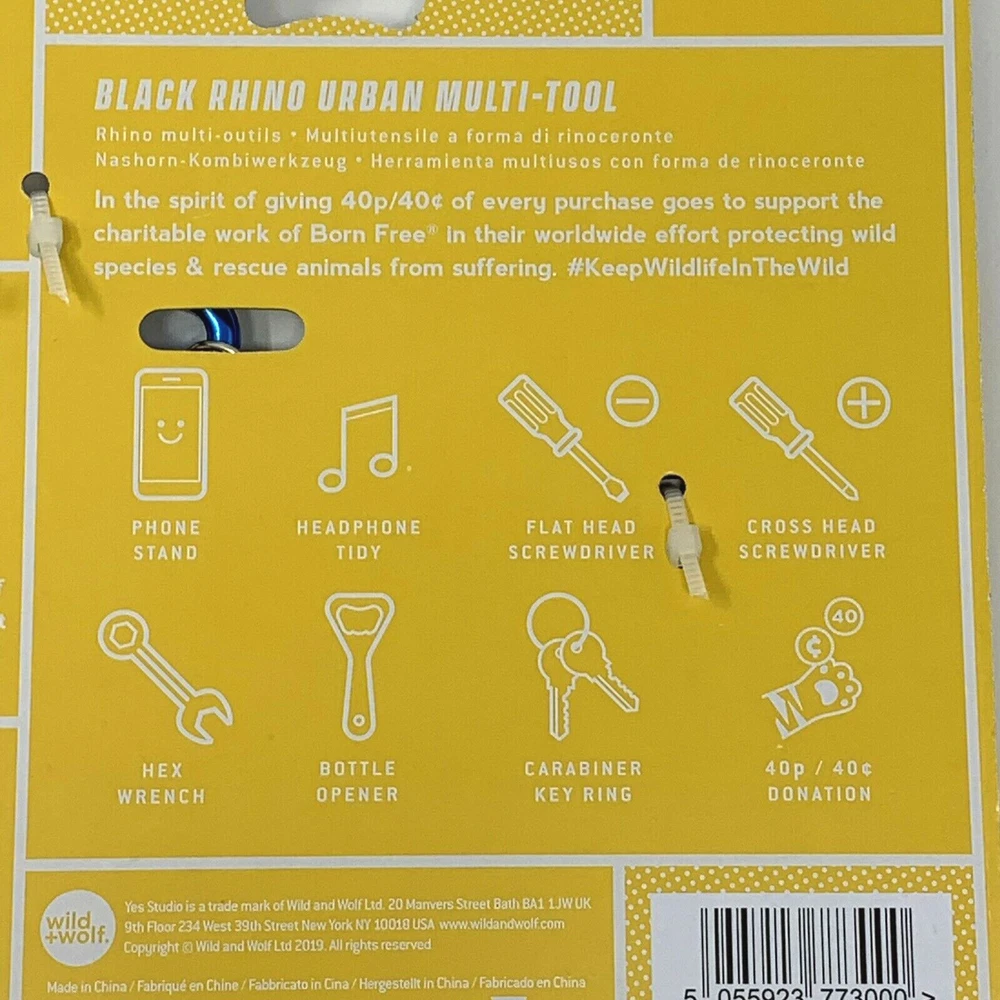 BLACK RHINO URBAN MULTI-TOOL
Rhino multi-outils • Multiutensile a forma di rinoceronte
Nashorn-Kombiwerkzeug • Herramienta multiusos con forma de rinoceronte
In the spirit of giving 40p/40¢ of every purchase goes to support the
charitable work of Born Free® in their worldwide effort protecting wild
species & rescue animals from suffering. #KeepWildlifeInTheWild
PHONE
STAND
HEADPHONE
TIDY
FLAT HEAD
SCREWDRIVER
CROSS HEAD
SCREWDRIVER
HEX
WRENCH
BOTTLE
OPENER
CARABINER
KEY RING
40
¢
40p / 40¢
DONATION
wild
+wolf.
Yes Studio is a trade mark of Wild and Wolf Ltd. 20 Manvers Street Bath BA1 1JW UK
9th Floor 234 West 39th Street New York NY 10018 USA www.wildandwolf.com
Copyright © Wild and Wolf Ltd 2019. All rights reserved
Made in China / Fabriqué en Chine / Fabbricato in Cina / Hergestellt in China / Fabricado en China
5 055923 773000 >